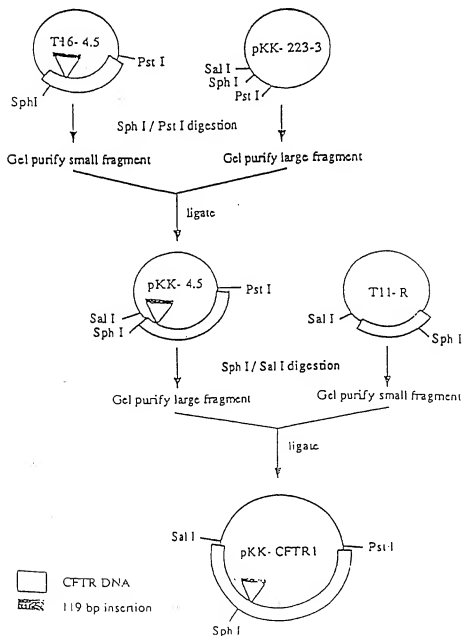 T16-4.5
pKK-223-3
Pst I
Sal I
Sph I
Pst I
SphI
Sph I / Pst I digestion
Gel purify small fragment
Gel purify large fragment
ligate
pKK-4.5
Pst I
T11-R
Sal I
Sph I
Sal I
Sph I
Sph I / Sal I digestion
Gel purify large fragment
Gel purify small fragment
ligate
Sal I
pKK-CFTR1
Pst I
CFTR DNA
119 bp insertion
Sph I